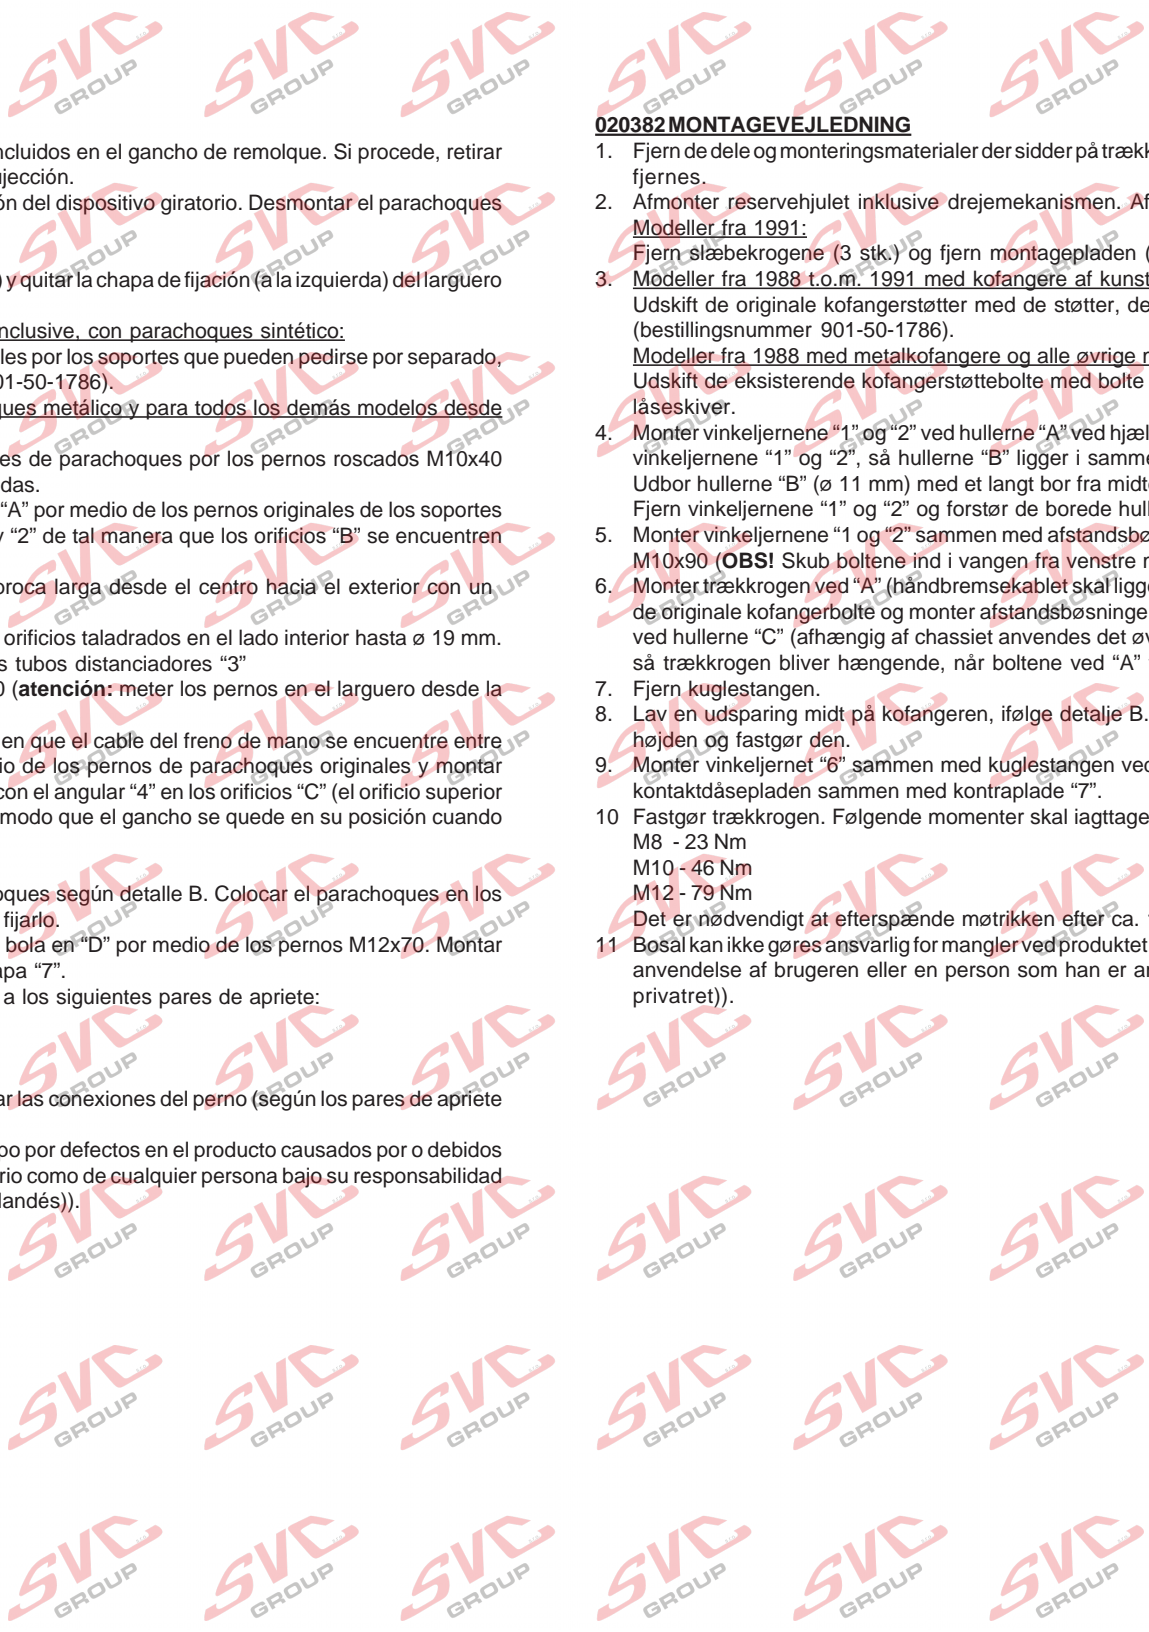 ncluidos en el gancho de remolque. Si procede, retirar
jección.
ón del dispositivo giratorio. Desmontar el parachoques
) y quitar la chapa de fijación (a la izquierda) del larguero
nclusive, con parachoques sintético:
les por los soportes que pueden pedirse por separado,
01-50-1786).
ques metálico y para todos los demás modelos desde
es de parachoques por los pernos roscados M10x40
das.
“A” por medio de los pernos originales de los soportes
y “2” de tal manera que los orificios “B” se encuentren
broca larga desde el centro hacia el exterior con un
orificios taladrados en el lado interior hasta ø 19 mm.
s tubos distanciadores “3”
0 (atención: meter los pernos en el larguero desde la
en que el cable del freno de mano se encuentre entre
io de los pernos de parachoques originales y montar
con el angular “4” en los orificios “C” (el orificio superior
modo que el gancho se quede en su posición cuando
oques según detalle B. Colocar el parachoques en los
fijarlo.
bola en “D” por medio de los pernos M12x70. Montar
apa “7”.
a los siguientes pares de apriete:
ar las conexiones del perno (según los pares de apriete
po por defectos en el producto causados por o debidos
rio como de cualquier persona bajo su responsabilidad
landés)).
020382 MONTAGEVEJLEDNING
1. Fjern de dele og monteringsmaterialer der sidder på trækk
fjernes.
2. Afmonter reservehjulet inklusive drejemekanismen. Af
Modeller fra 1991:
Fjern slæbekrogene (3 stk.) og fjern montagepladen (
3. Modeller fra 1988 t.o.m. 1991 med kofangere af kunst
Udskift de originale kofangerstøtter med de støtter, de
(bestillingsnummer 901-50-1786).
Modeller fra 1988 med metalkofangere og alle øvrige m
Udskift de eksisterende kofangerstøttebolte med bolte
låseskiver.
4. Monter vinkeljernene “1” og “2” ved hullerne “A” ved hjæl
vinkeljernene “1” og “2”, så hullerne “B” ligger i samme
Udbor hullerne “B” (ø 11 mm) med et langt bor fra midte
Fjern vinkeljernene “1” og “2” og forstør de borede hull
5. Monter vinkeljernene “1 og “2” sammen med afstandsbø
M10x90 (OBS! Skub boltene ind i vangen fra venstre m
6. Monter trækkrogen ved “A” (håndbremsekablet skal ligge
de originale kofangerbolte og monter afstandsbøsninge
ved hullerne “C” (afhængig af chassiet anvendes det øv
så trækkrogen bliver hængende, når boltene ved “A”
7. Fjern kuglestangen.
8. Lav en udsparing midt på kofangeren, ifølge detalje B.
højden og fastgør den.
9. Monter vinkeljernet “6” sammen med kuglestangen ved
kontaktdåsepladen sammen med kontraplade “7”.
10 Fastgør trækkrogen. Følgende momenter skal iagttage
M8 - 23 Nm
M10 - 46 Nm
M12 - 79 Nm
Det er nødvendigt at efterspænde møtrikken efter ca.
11 Bosal kan ikke gøres ansvarlig for mangler ved produktet
anvendelse af brugeren eller en person som han er an
privatret)).